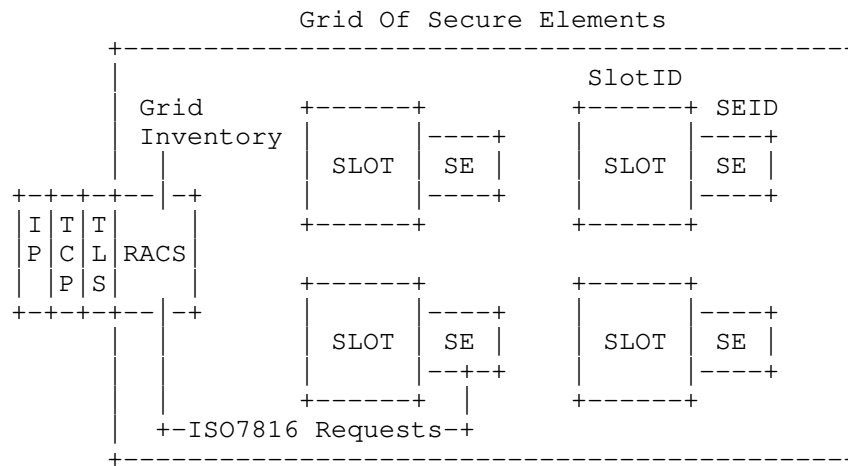 Grid Of Secure Elements
SlotID
Grid SEID
Inventory
SLOT SE SLOT SE
I T T
P C L RACS
P S
SLOT SE SLOT SE
ISO7816 Requests